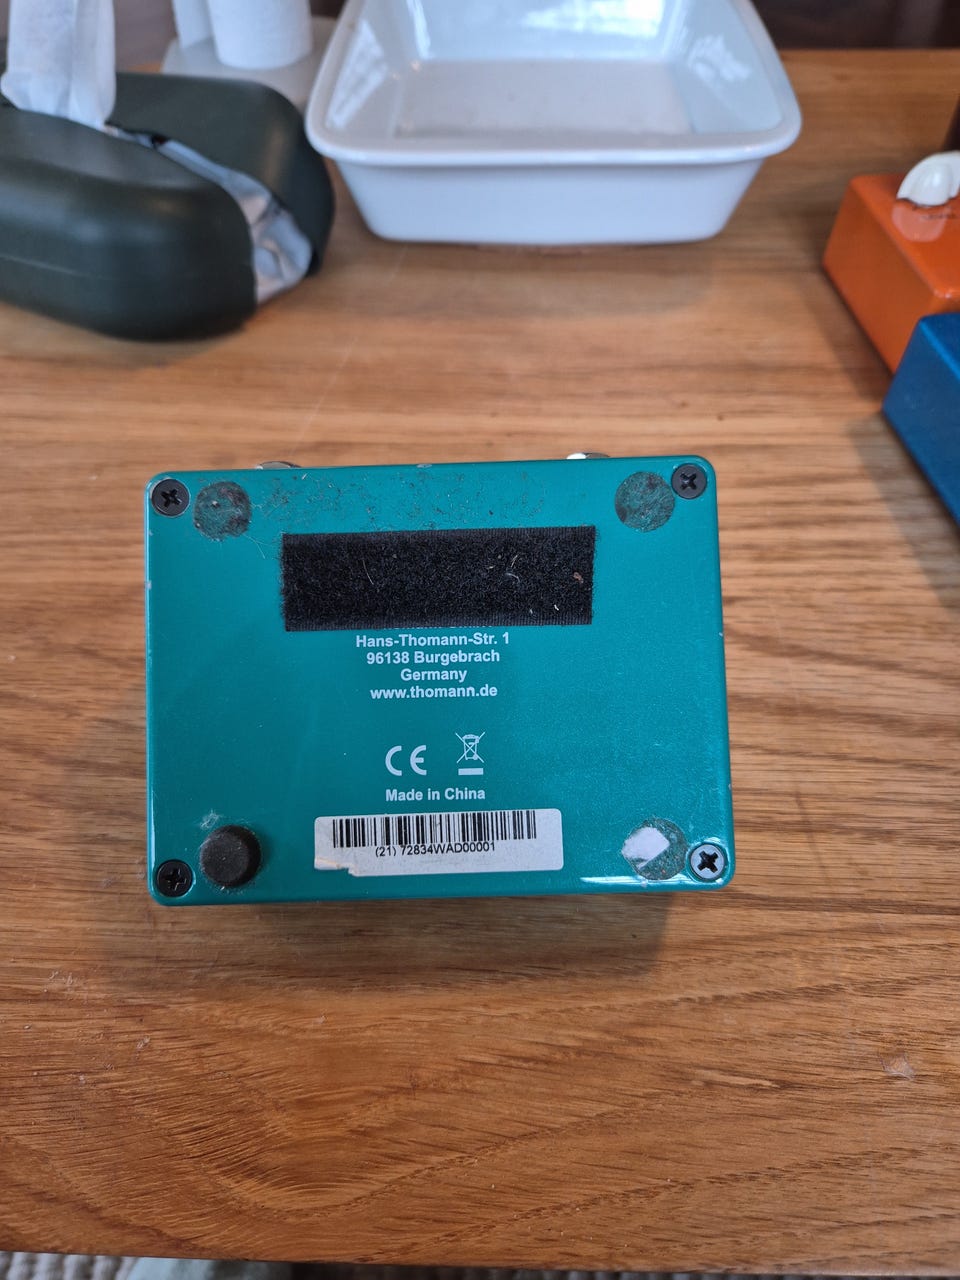 Hans-Thomann-Str. 1
96138 Burgebrach
Germany
www.thomann.de
CE
Made in China
(21) 72834WAD00001